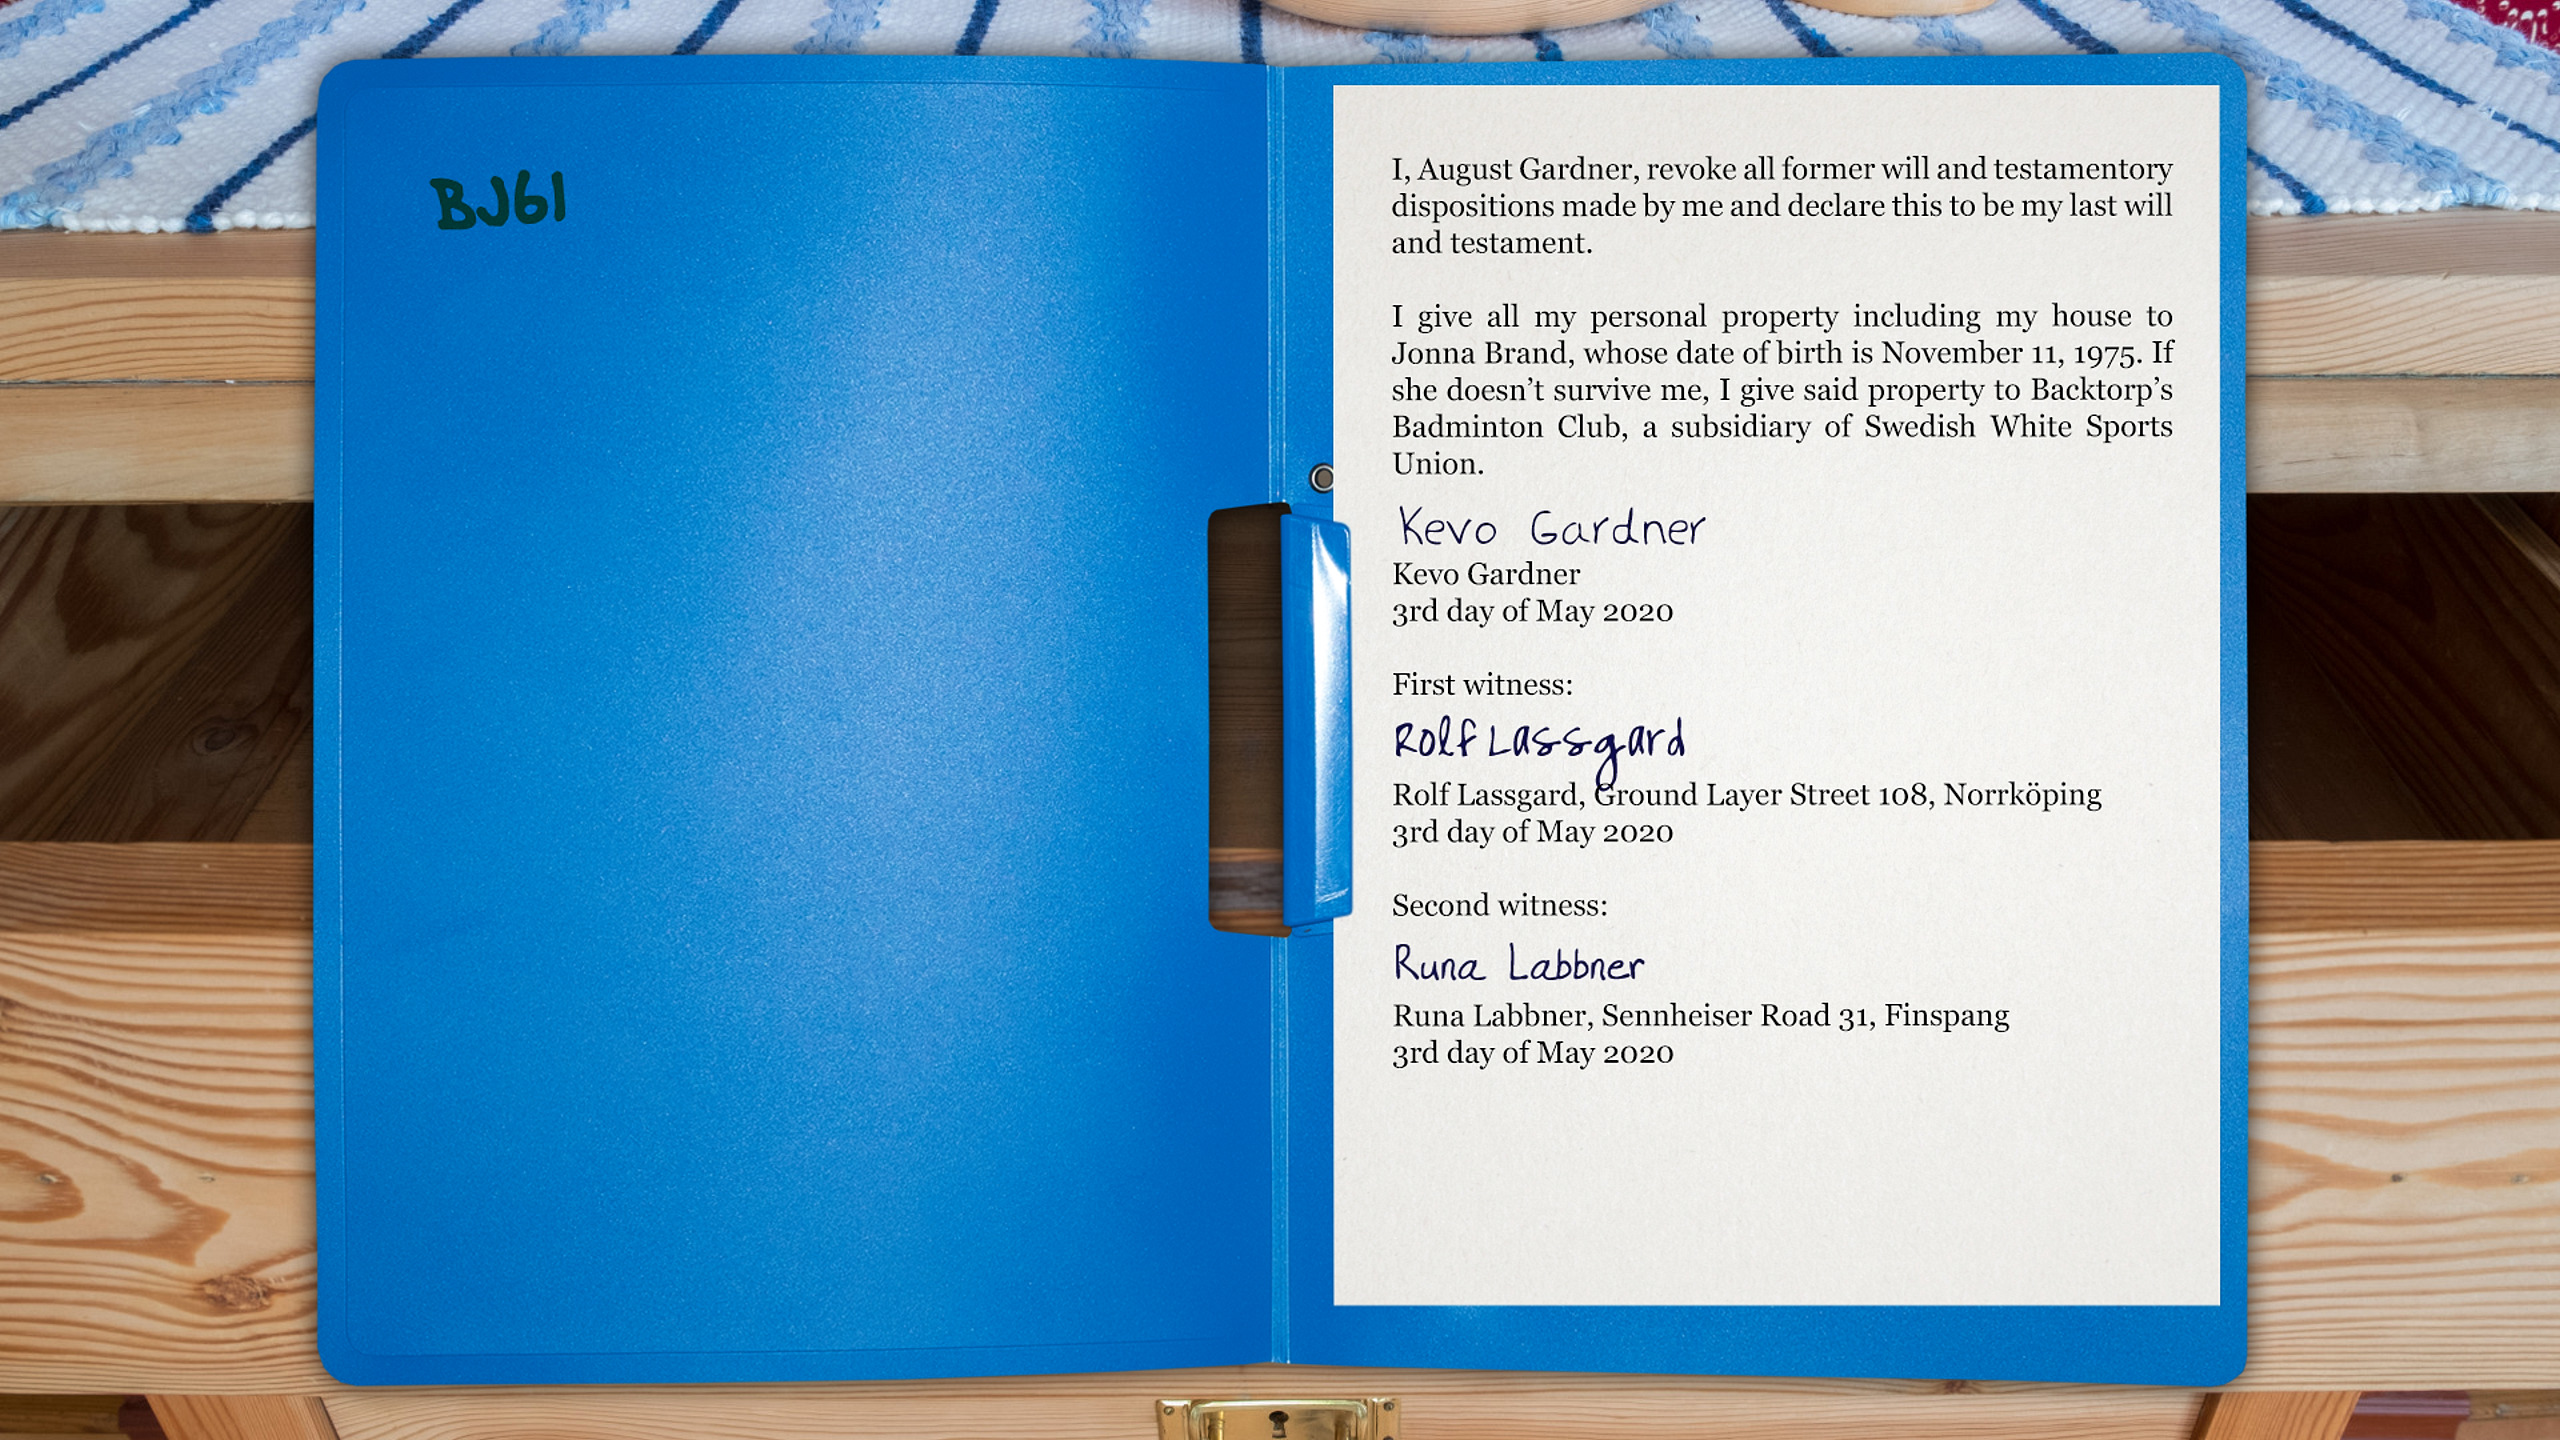 BJ61
I, August Gardner, revoke all former will and testamentory
dispositions made by me and declare this to be my last will
and testament.
I give all my personal property including my house to
Jonna Brand, whose date of birth is November 11, 1975. If
she doesn’t survive me, I give said property to Backtorp’s
Badminton Club, a subsidiary of Swedish White Sports
Union.
Kevo Gardner
Kevo Gardner
3rd day of May 2020
First witness:
Rolf Lassgard
Rolf Lassgard, Ground Layer Street 108, Norrköping
3rd day of May 2020
Second witness:
Runa Labbner
Runa Labbner, Sennheiser Road 31, Finspang
3rd day of May 2020